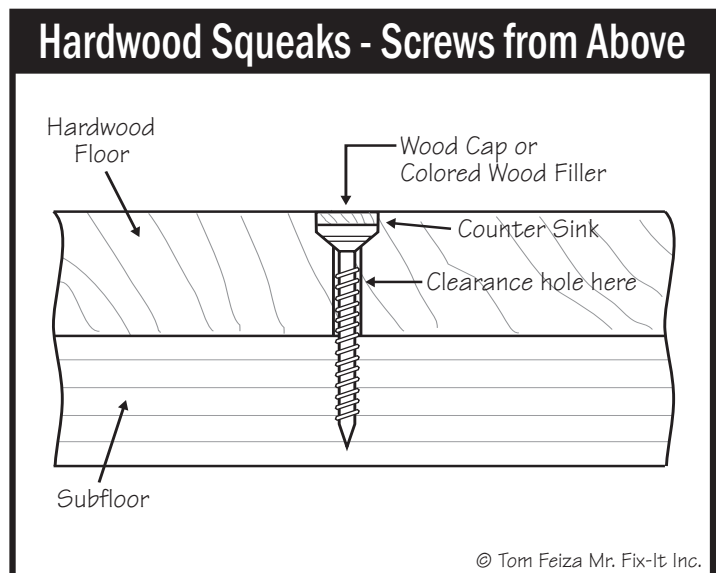 Hardwood Squeaks - Screws from Above
Hardwood
Floor
Wood Cap or
Colored Wood Filler
Counter Sink
Clearance hole here
Subfloor
© Tom Feiza Mr. Fix-It Inc.